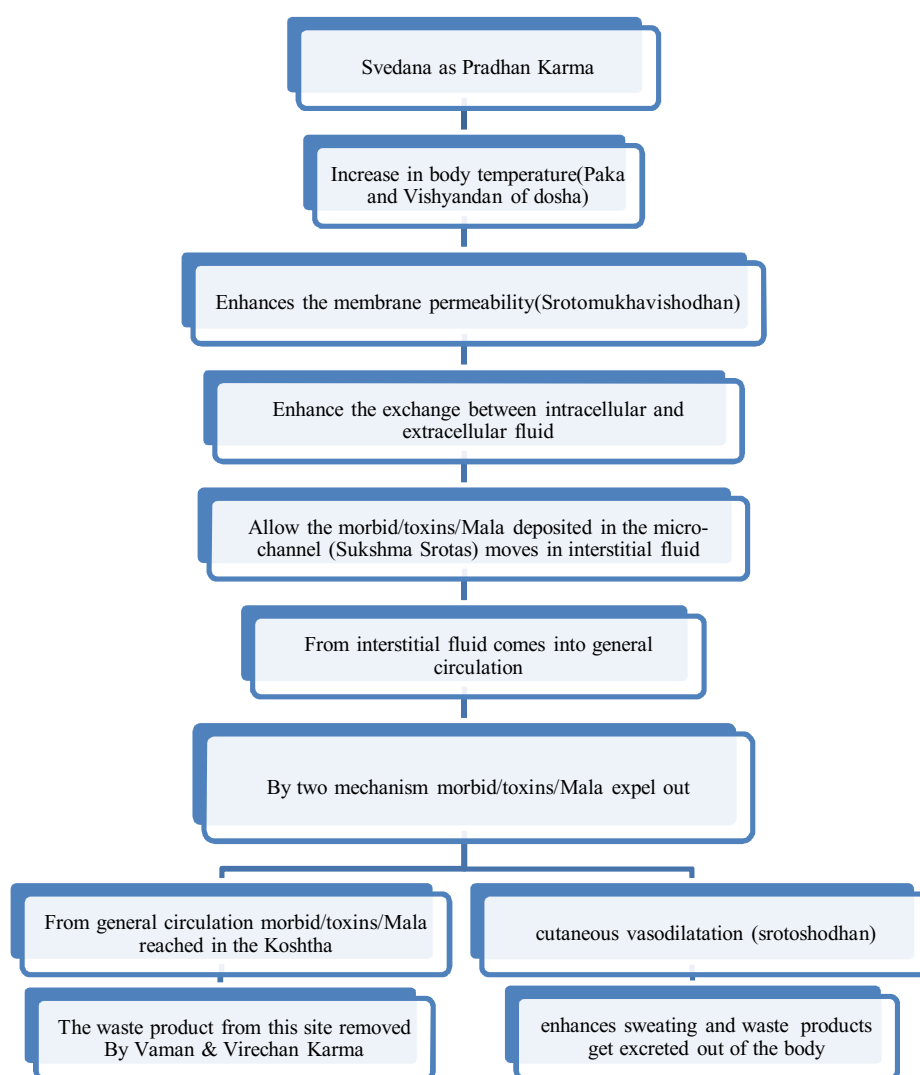 Svedana as Pradhan Karma
Increase in body temperature(Paka
and Vishyandan of dosha)
Enhances the membrane permeability(Srotomukhavishodhan)
Enhance the exchange between intracellular and
extracellular fluid
Allow the morbid/toxins/Mala deposited in the micro-
channel (Sukshma Srotas) moves in interstitial fluid
From interstitial fluid comes into general
circulation
By two mechanism morbid/toxins/Mala expel out
From general circulation morbid/toxins/Mala
reached in the Koshtha
The waste product from this site removed
By Vaman & Virechan Karma
cutaneous vasodilatation (srotoshodhan)
enhances sweating and waste products
get excreted out of the body